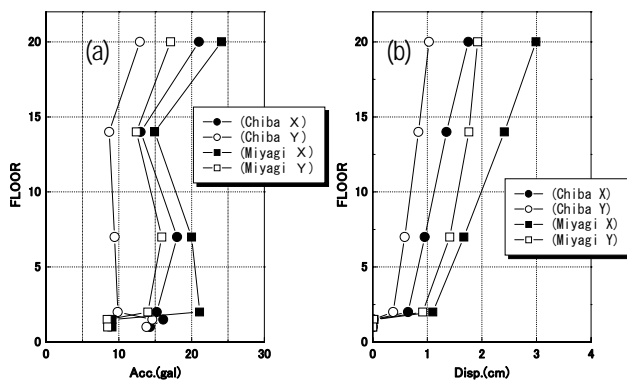 (a)
FLOOR
20
15
10
5
0
0
10
20
30
Acc.(gal)
(Chiba X)
(Chiba Y)
(Miyagi X)
(Miyagi Y)
(b)
FLOOR
20
15
10
5
0
0
1
2
3
4
Disp.(cm)
(Chiba X)
(Chiba Y)
(Miyagi X)
(Miyagi Y)